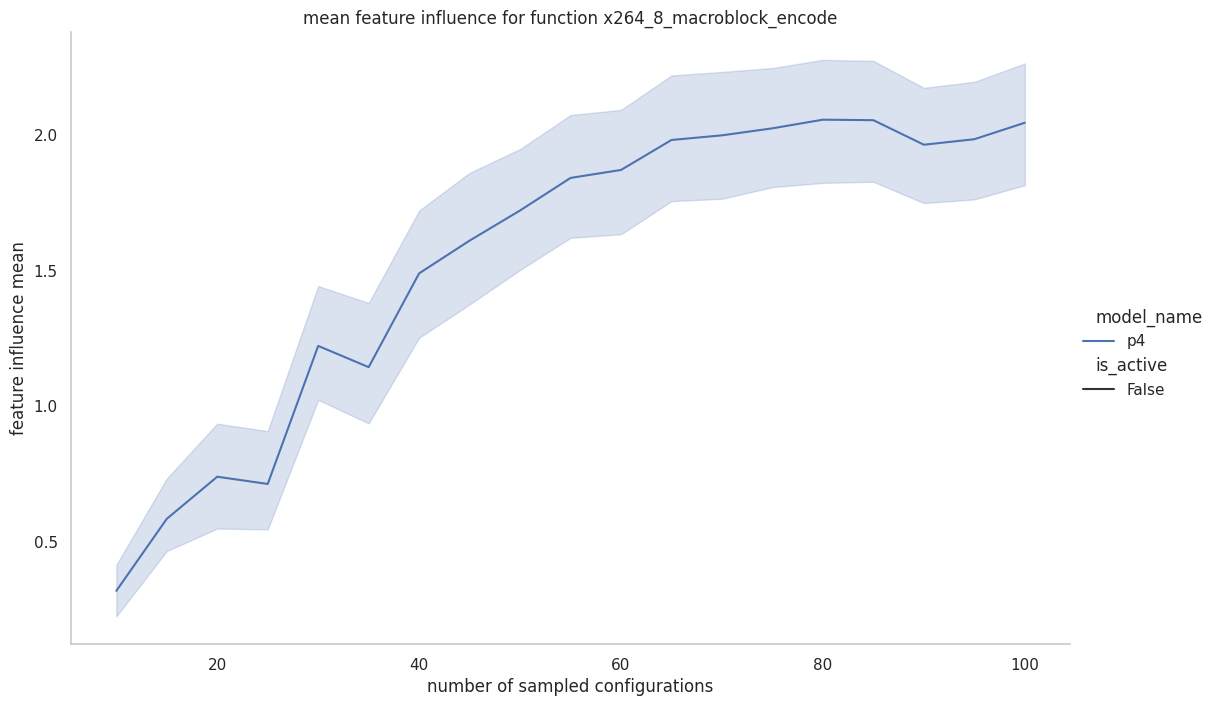 mean feature influence for function x264_8_macroblock_encode
feature influence mean
2.0
1.5
1.0
0.5
20
40
60
80
100
number of sampled configurations
model_name
p4
is_active
False